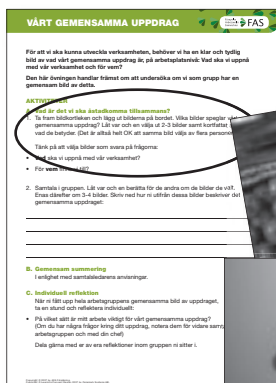 VÅRT GEMENSAMMA UPPDRAG
FAS
För att vi ska kunna utveckla verksamheten, behöver vi ha en klar och tydlig
bild av vad vårt gemensamma uppdrag är, på arbetsplatsnivå: Vad ska vi uppnå
med vår verksamhet och för vem?
Den här övningen handlar främst om att undersöka om vi som grupp har en
gemensam bild av detta.
AKTIVITETER
Vad är det vi ska åstadkomma tillsammans?
1. Ta fram bildkortleken och lägg ut bilderna på bordet. Vilka bilder speglar
gemensamma uppdrag? Låt var och en välja ut 2-3 bilder samt kortfattat
vad de betyder. (Det är alltså helt OK att samma bild väljs av flera personer
Tänk på att välja bilder som svara på frågorna:
• Vad ska vi uppnå med vår verksamhet?
• För vem
2. Samtala i gruppen. Låt var och en berätta för de andra om de bilder de valt.
Enas därefter om 3-4 bilder. Skriv ned hur ni utifrån dessa bilder beskriver det
gemensamma uppdraget:
B. Gemensam summering
I enlighet med samtalsledarens anvisningar.
C. Individuell reflektion
När ni fått upp hela arbetsgruppens gemensamma bild av uppdraget,
ta en stund och reflektera individuellt:
• På vilket sätt är mitt arbete viktigt för vårt gemensamma uppdrag?
(Om du har några frågor kring ditt uppdrag, notera dem för vidare
arbetsgruppen och med din chef)
Dela gärna med er av era reflektioner inom gruppen ni sitter i.